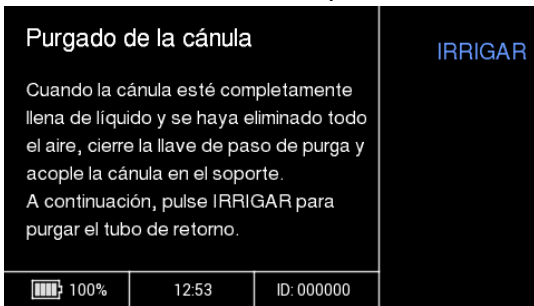 Purgado de la cánula
IRRIGAR
Cuando la cánula esté completamente
llena de líquido y se haya eliminado todo
el aire, cierre la llave de paso de purga y
acople la cánula en el soporte.
A continuación, pulse IRRIGAR para
purgar el tubo de retorno.
100%
12:53
ID: 000000